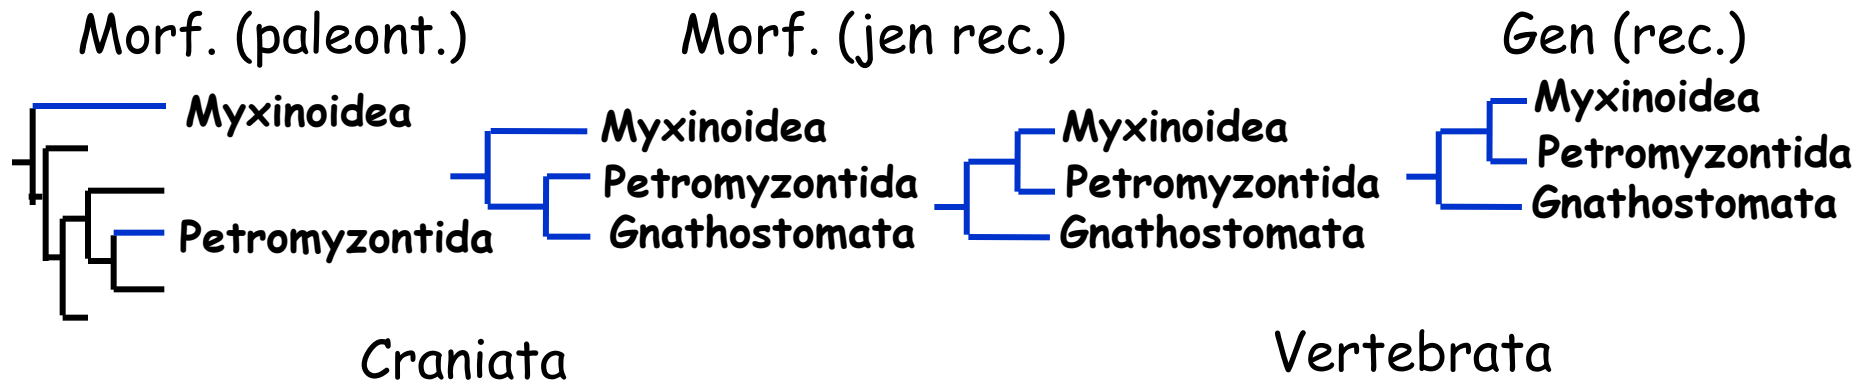 Morf. (paleont.)
Morf. (jen rec.)
Gen (rec.)
Myxinoidea
Petromyzontida
Myxinoidea
Petromyzontida
Gnathostomata
Myxinoidea
Petromyzontida
Gnathostomata
Myxinoidea
Petromyzontida
Gnathostomata
Craniata
Vertebrata